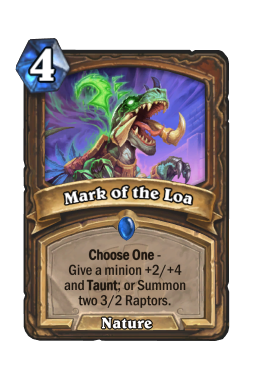 4
Mark of the Loa
Choose One -
Give a minion +2/+4
and Taunt; or Summon
two 3/2 Raptors.
Nature